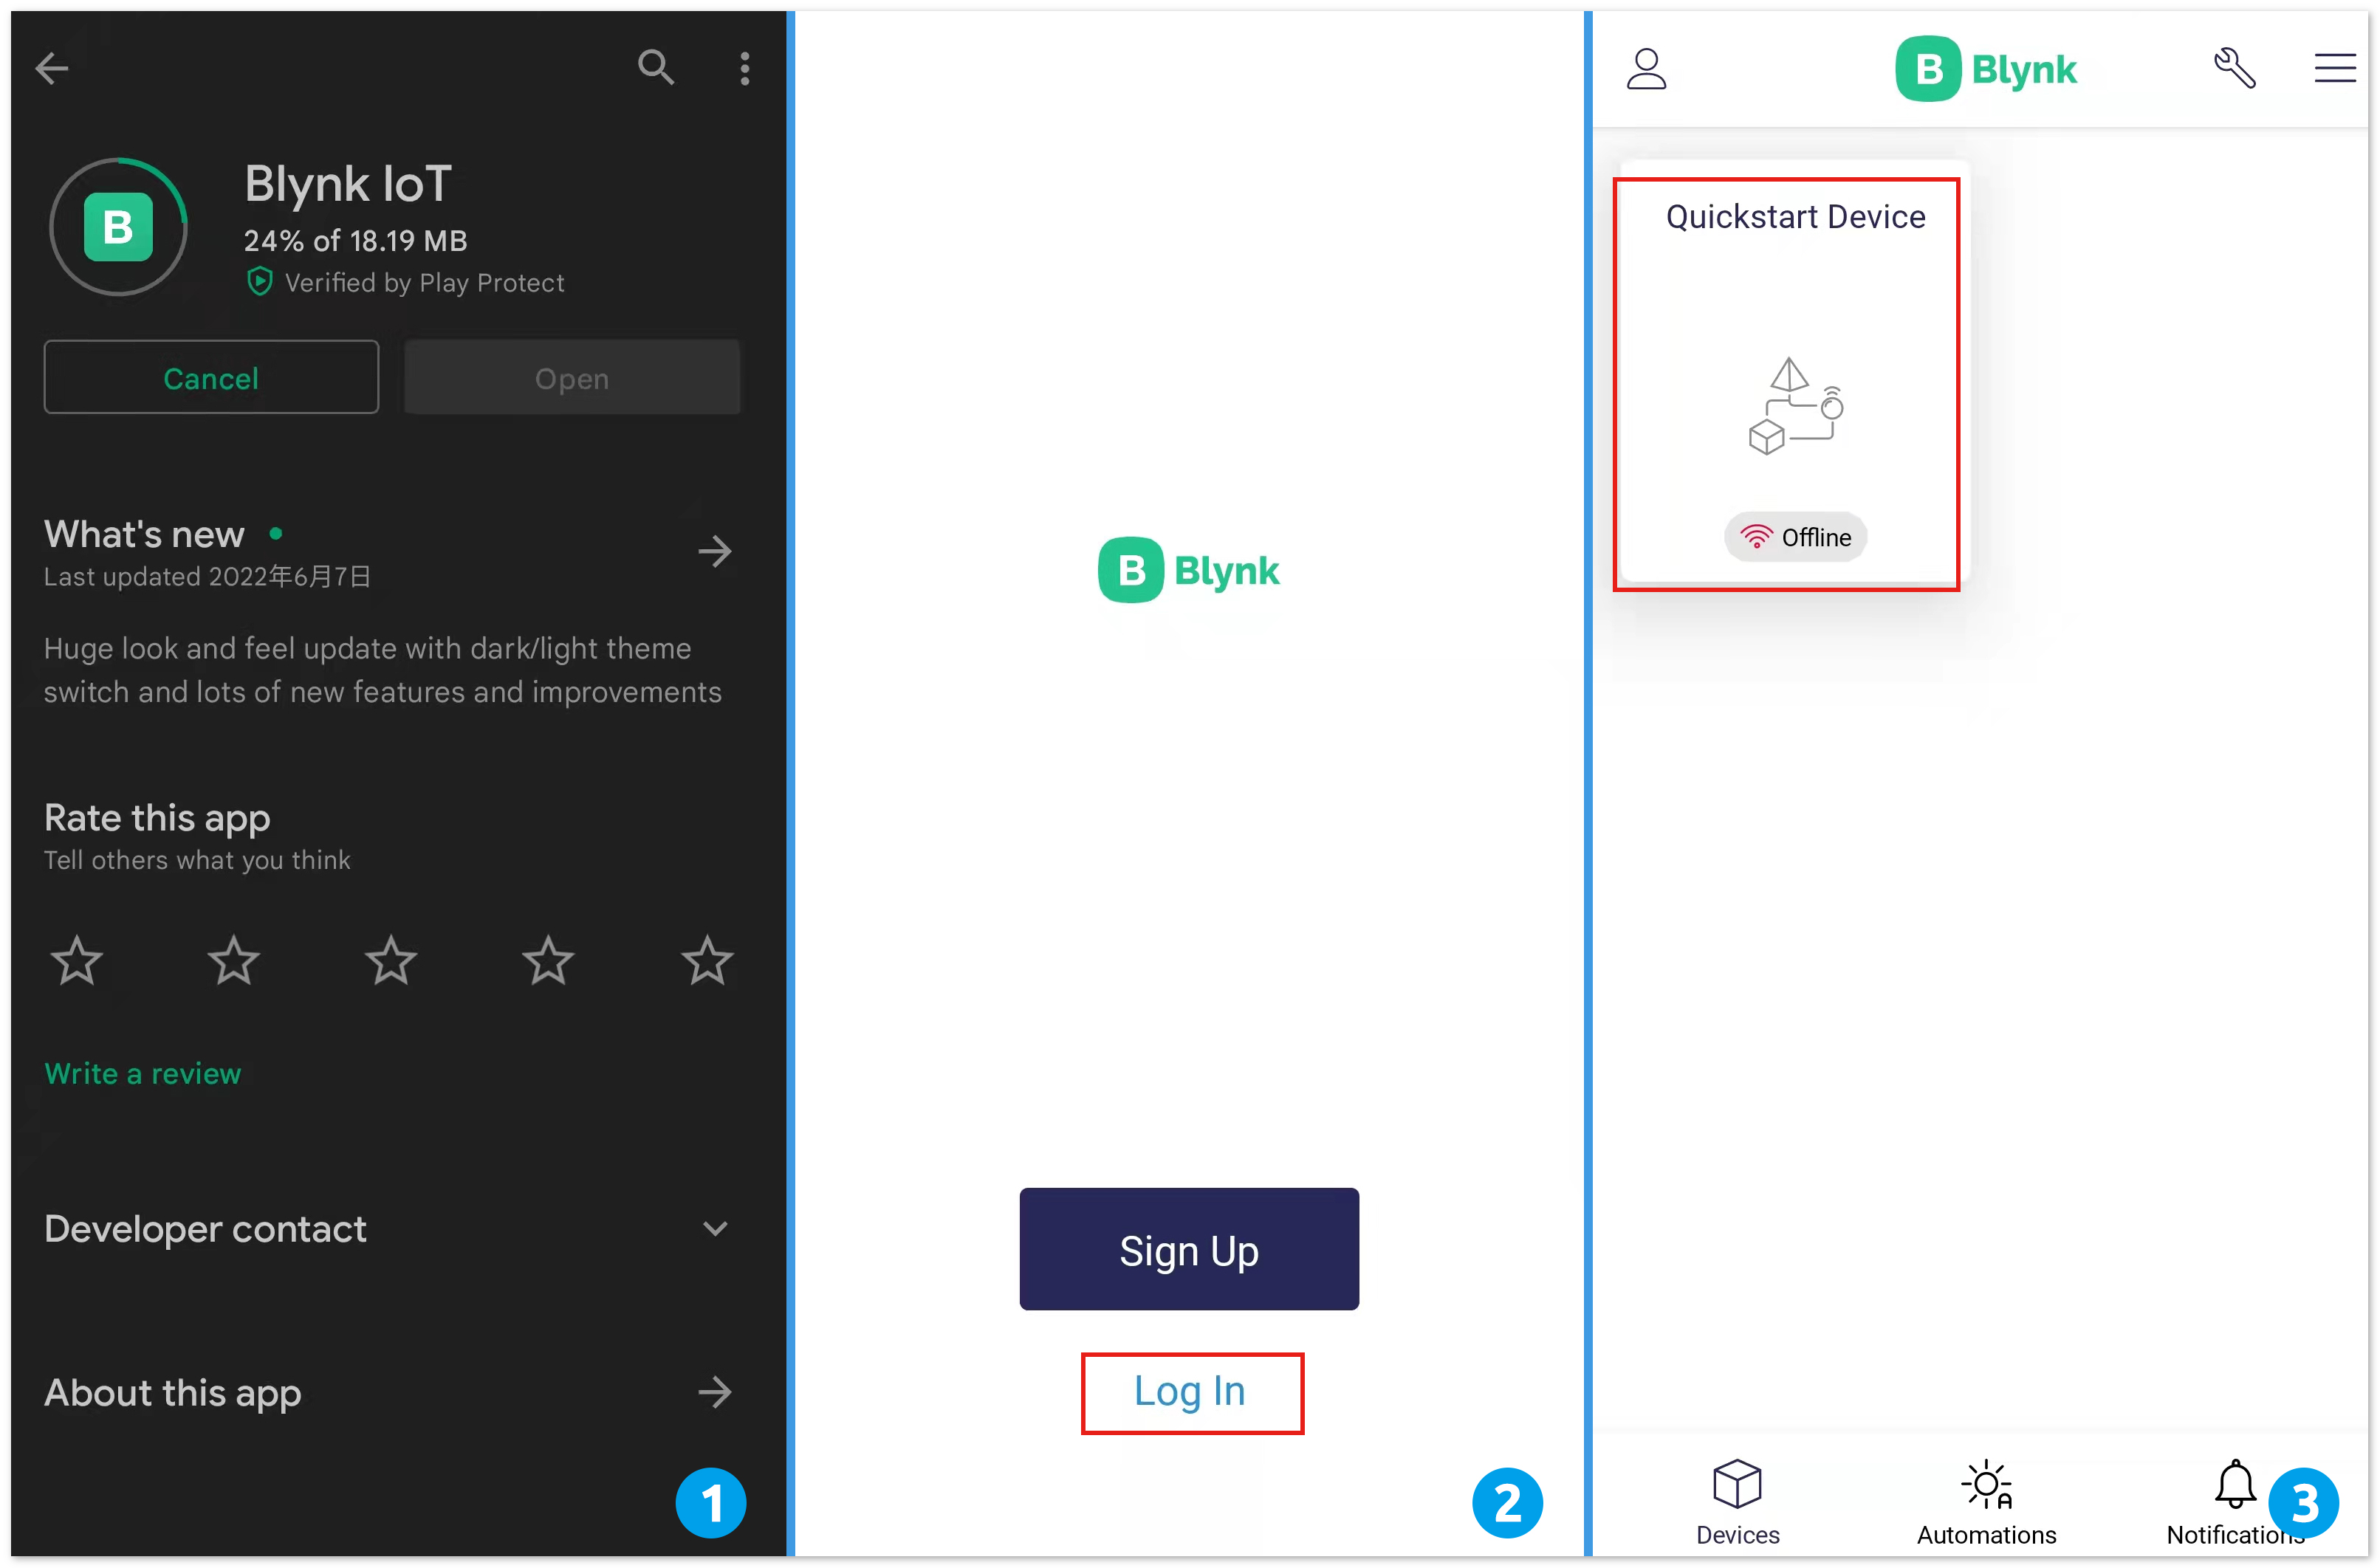 B
Blynk IoT
24% of 18.19 MB
Verified by Play Protect
Cancel
Open
What's new
Last updated 2022年6月7日
Huge look and feel update with dark/light theme
switch and lots of new features and improvements
Rate this app
Tell others what you think
Write a review
Developer contact
About this app
1
B Blynk
Sign Up
Log In
2
B Blynk
Quickstart Device
Offline
Devices
A
Automations
Notifications
3